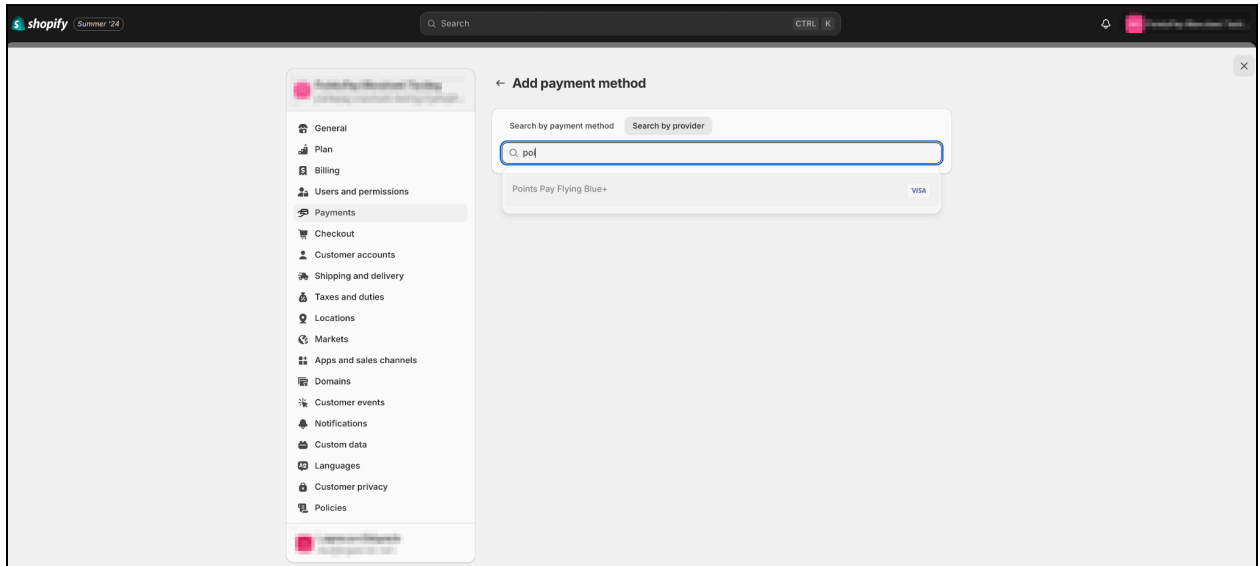 shopify Summer '24 Search CTRL K
← Add payment method
Search by payment method Search by provider
poi
Points Pay Flying Blue+ VISA
General
Plan
Billing
Users and permissions
Payments
Checkout
Customer accounts
Shipping and delivery
Taxes and duties
Locations
Markets
Apps and sales channels
Domains
Customer events
Notifications
Custom data
Languages
Customer privacy
Policies